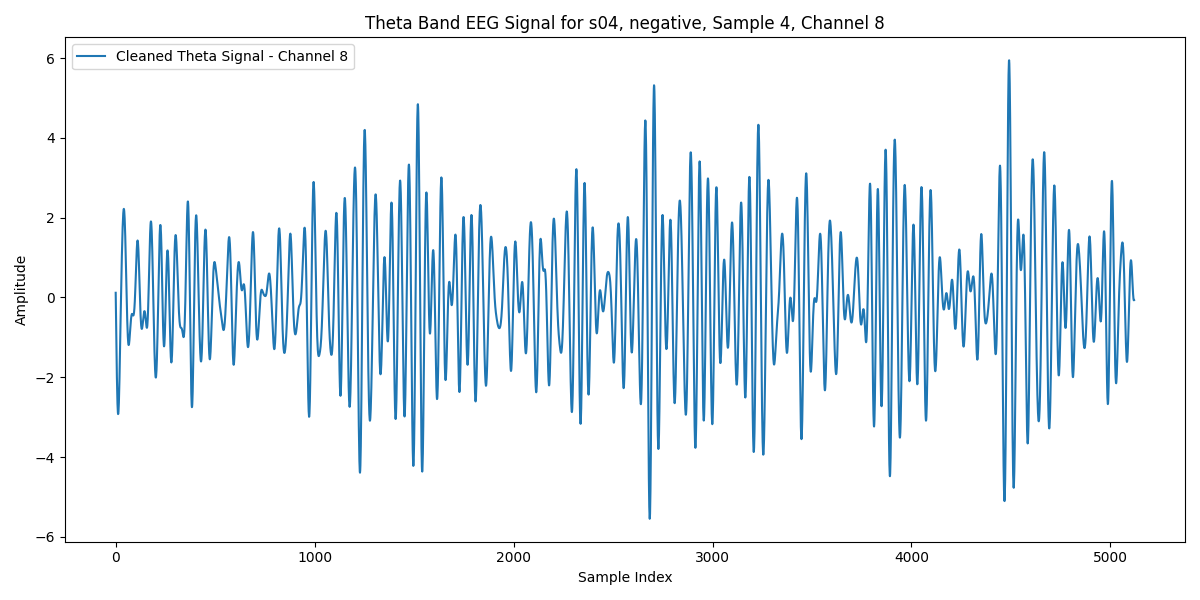 Theta Band EEG Signal for s04, negative, Sample 4, Channel 8
Cleaned Theta Signal - Channel 8
6
4
2
0
−2
−4
−6
Amplitude
0 1000 2000 3000 4000 5000
Sample Index